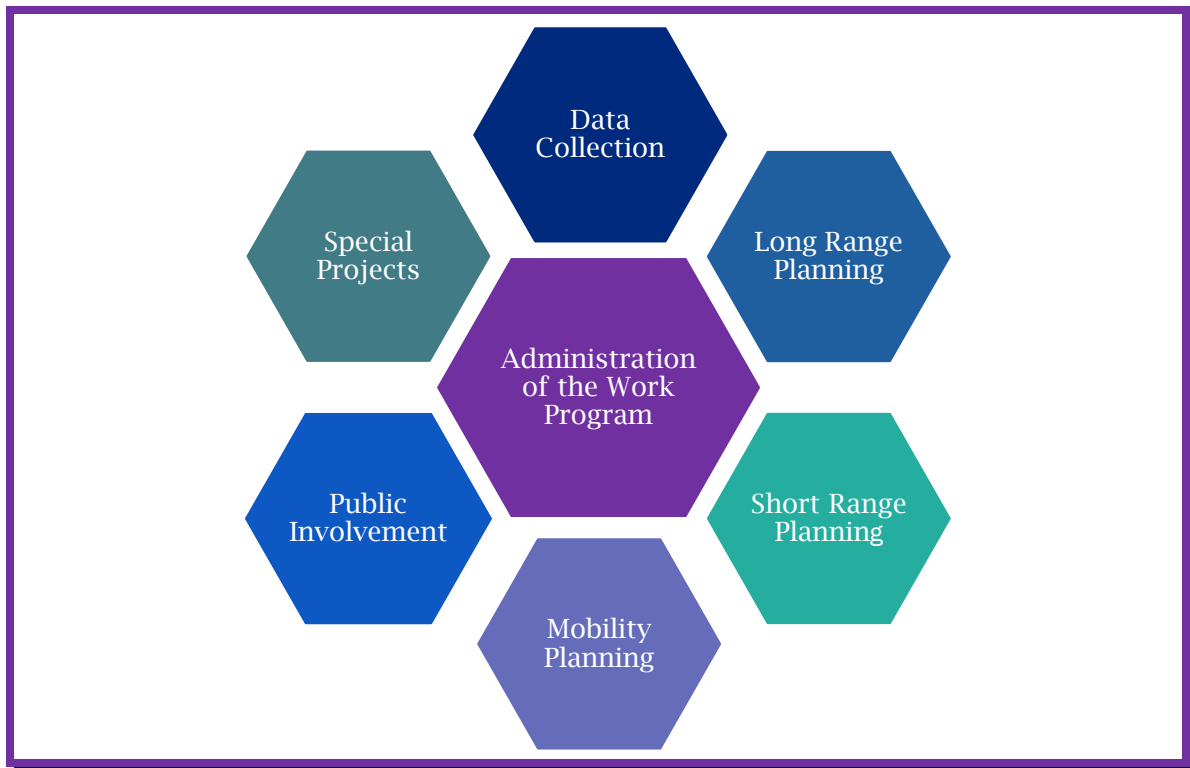 Data
Collection
Special
Projects
Long Range
Planning
Administration
of the Work
Program
Public
Involvement
Short Range
Planning
Mobility
Planning